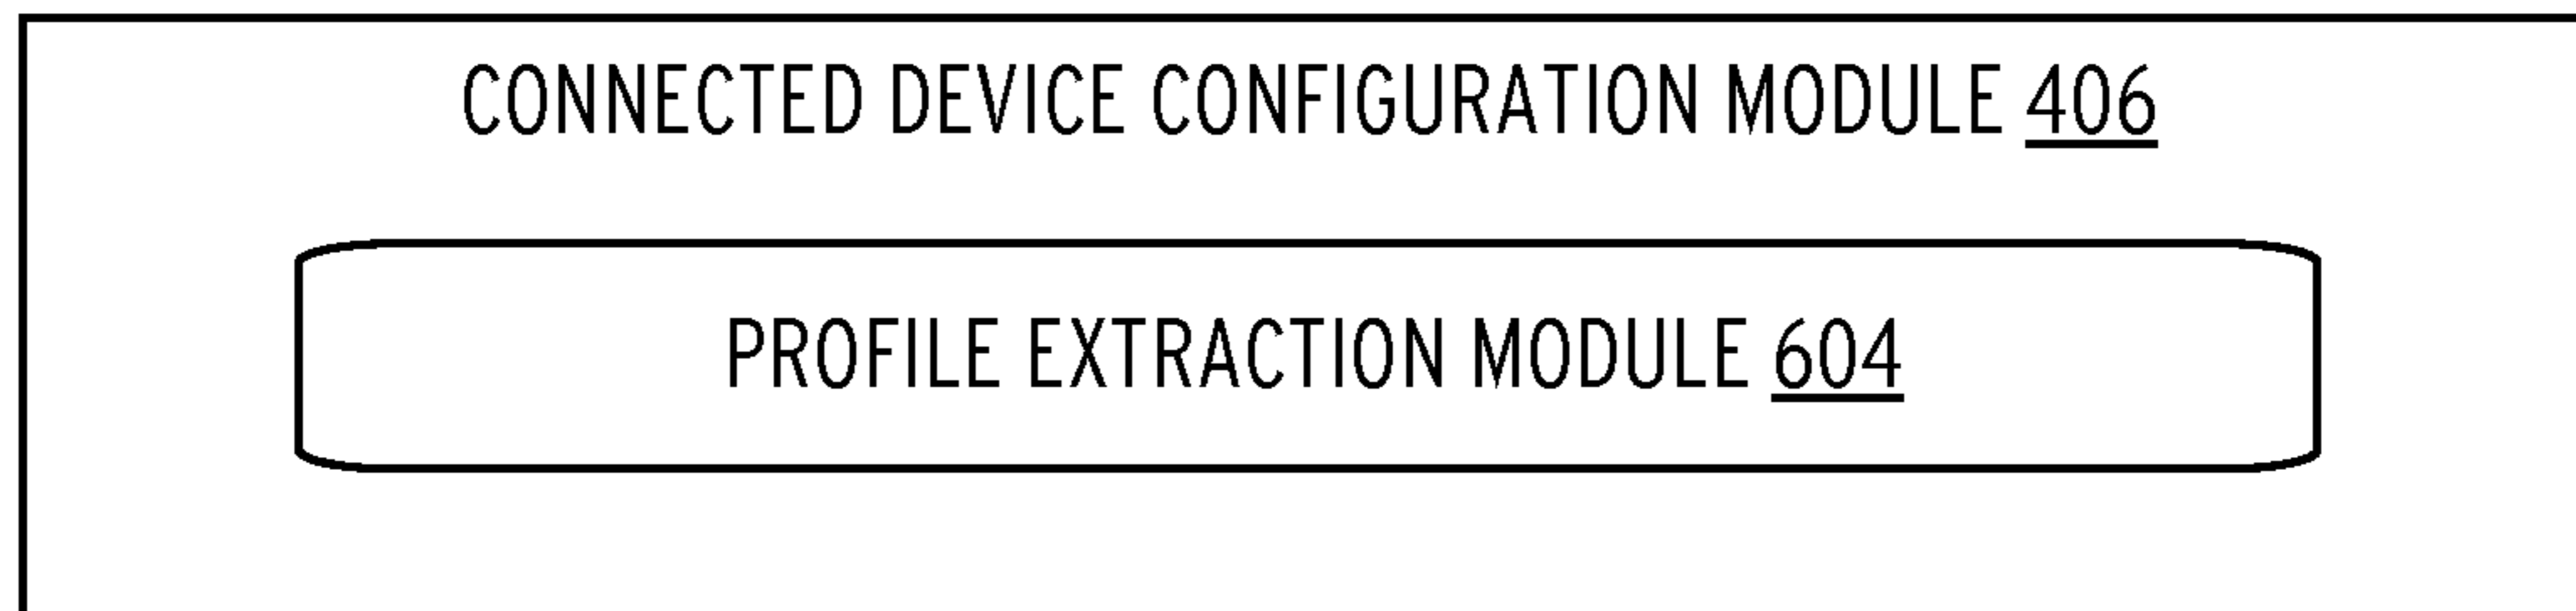 CONNECTED DEVICE CONFIGURATION MODULE 406
PROFILE EXTRACTION MODULE 604